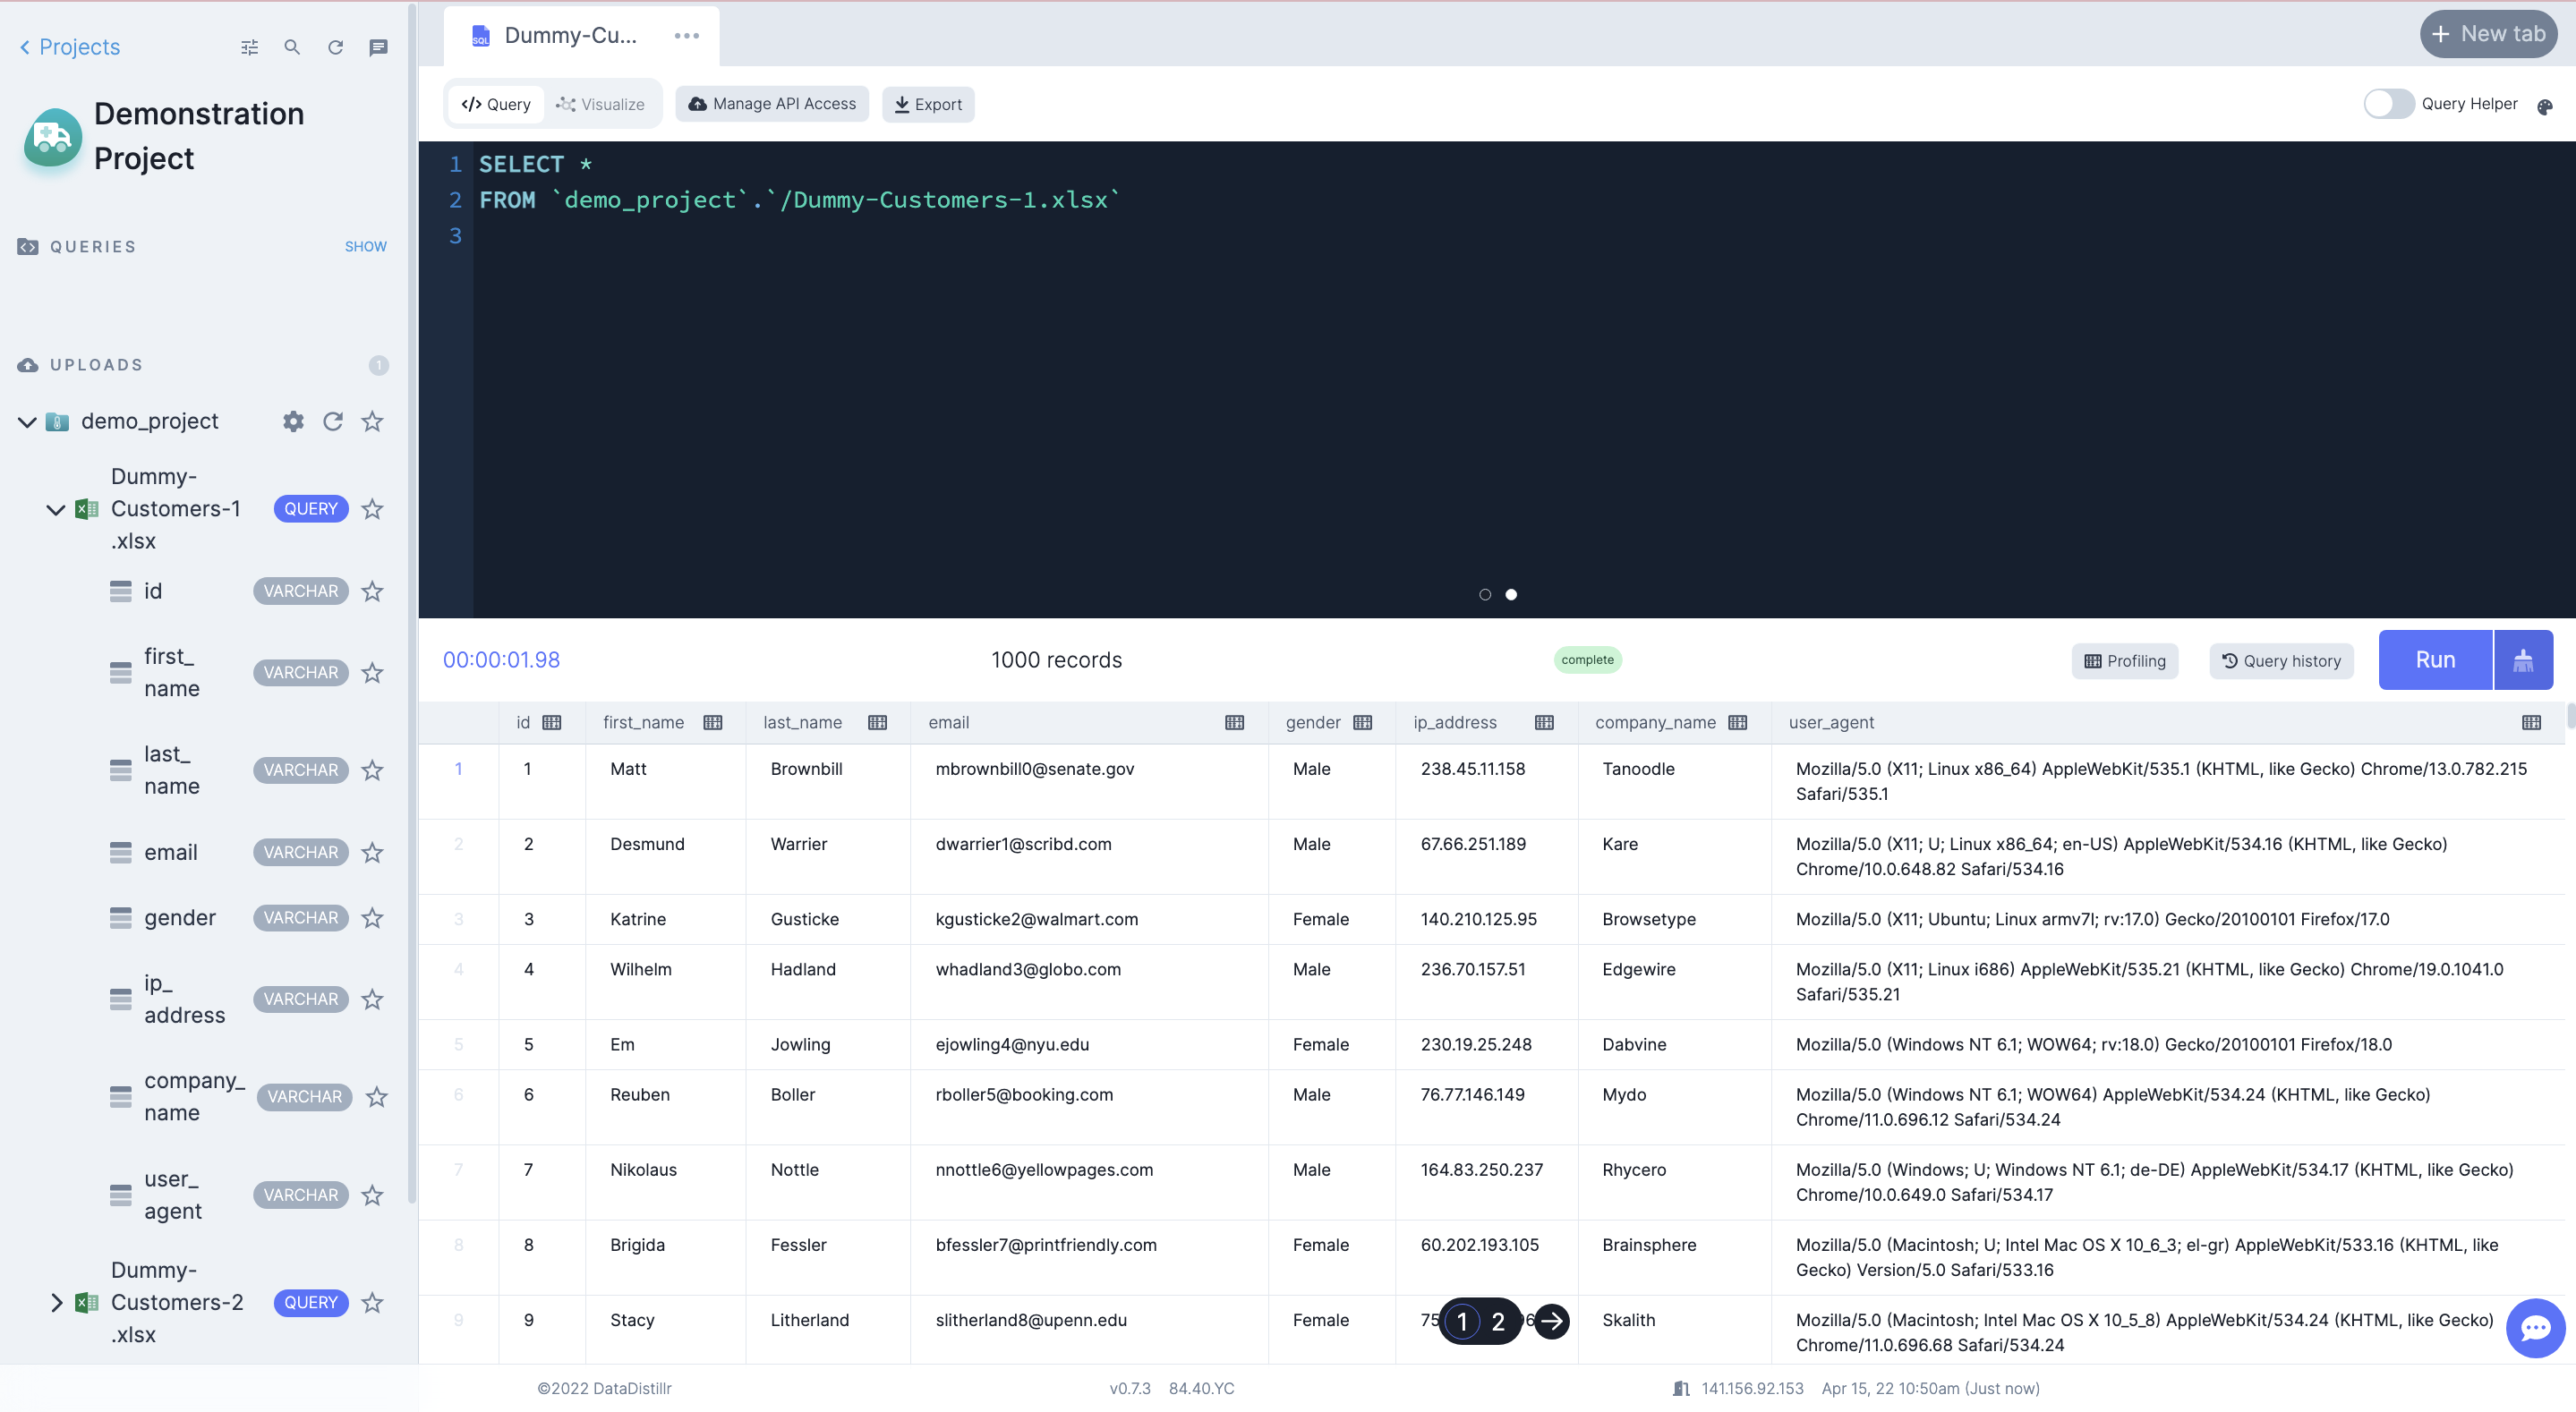 Projects
Demonstration
Project
QUERIES SHOW
UPLOADS 1
demo_project
Dummy-
Customers-1
.xlsx
QUERY
id VARCHAR
first_
name
VARCHAR
last_
name
VARCHAR
email VARCHAR
gender VARCHAR
ip_
address
VARCHAR
company_
name
VARCHAR
user_
agent
VARCHAR
Dummy-
Customers-2
.xlsx
QUERY
SQL Dummy-Cu... + New tab
</> Query Visualize Manage API Access Export Query Helper
1 SELECT *
2 FROM `demo_project`.`/Dummy-Customers-1.xlsx`
3
00:00:01.98 1000 records complete Profiling Query history Run
id first_name last_name email gender ip_address company_name user_agent
1 1 Matt Brownbill mbrownbill0@senate.gov Male 238.45.11.158 Tanoodle Mozilla/5.0 (X11; Linux x86_64) AppleWebKit/535.1 (KHTML, like Gecko) Chrome/13.0.782.215
Safari/535.1
2 2 Desmund Warrier dwarrier1@scribd.com Male 67.66.251.189 Kare Mozilla/5.0 (X11; U; Linux x86_64; en-US) AppleWebKit/534.16 (KHTML, like Gecko)
Chrome/10.0.648.82 Safari/534.16
3 3 Katrine Gusticke kgusticke2@walmart.com Female 140.210.125.95 Browsetype Mozilla/5.0 (X11; Ubuntu; Linux armv7l; rv:17.0) Gecko/20100101 Firefox/17.0
4 4 Wilhelm Hadland whadland3@globo.com Male 236.70.157.51 Edgewire Mozilla/5.0 (X11; Linux i686) AppleWebKit/535.21 (KHTML, like Gecko) Chrome/19.0.1041.0
Safari/535.21
5 5 Em Jowling ejowling4@nyu.edu Female 230.19.25.248 Dabvine Mozilla/5.0 (Windows NT 6.1; WOW64; rv:18.0) Gecko/20100101 Firefox/18.0
6 6 Reuben Boller rboller5@booking.com Male 76.77.146.149 Mydo Mozilla/5.0 (Windows NT 6.1; WOW64) AppleWebKit/534.24 (KHTML, like Gecko)
Chrome/11.0.696.12 Safari/534.24
7 7 Nikolaus Nottle nnottle6@yellowpages.com Male 164.83.250.237 Rhycero Mozilla/5.0 (Windows; U; Windows NT 6.1; de-DE) AppleWebKit/534.17 (KHTML, like Gecko)
Chrome/10.0.649.0 Safari/534.17
8 8 Brigida Fessler bfessler7@printfriendly.com Female 60.202.193.105 Brainsphere Mozilla/5.0 (Macintosh; U; Intel Mac OS X 10_6_3; el-gr) AppleWebKit/533.16 (KHTML, like
Gecko) Version/5.0 Safari/533.16
9 9 Stacy Litherland slitherland8@upenn.edu Female 75 1 2 Skalith Mozilla/5.0 (Macintosh; Intel Mac OS X 10_5_8) AppleWebKit/534.24 (KHTML, like Gecko)
Chrome/11.0.696.68 Safari/534.24
©2022 DataDistillr v0.7.3 84.40.YC 141.156.92.153 Apr 15, 22 10:50am (Just now)